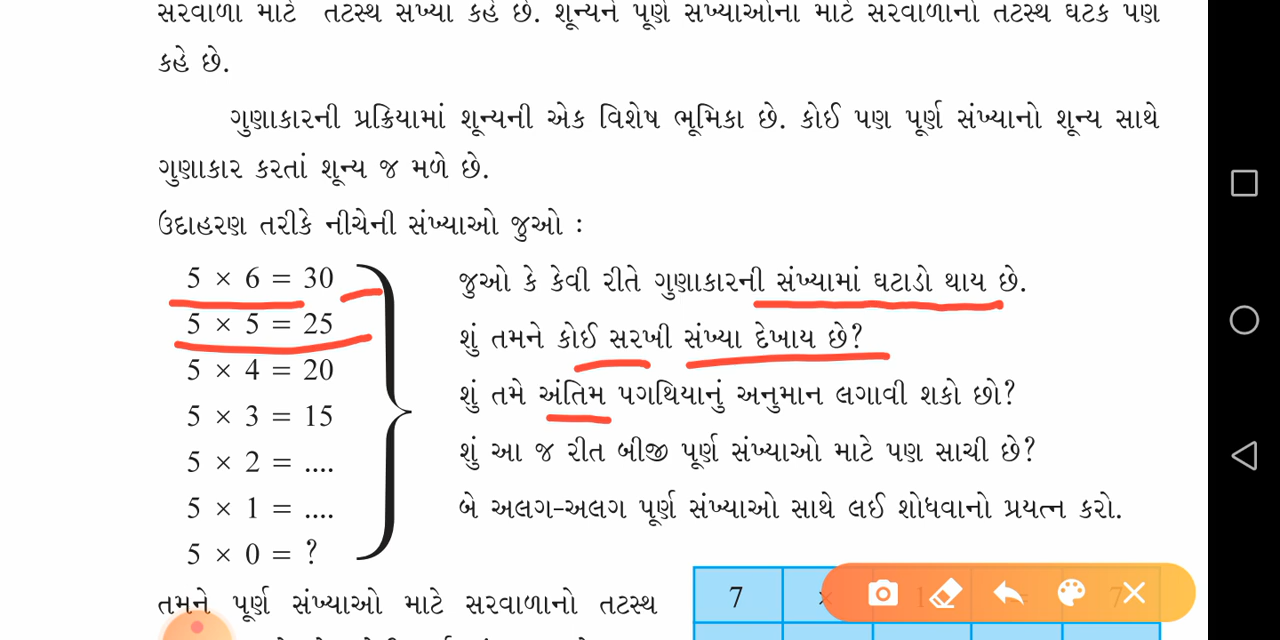 સરવાળા માટે તટસ્થ સંખ્યા કહે છે. શૂન્યને પૂર્ણ સંખ્યાઓના માટે સરવાળાનો તટસ્થ ઘટક પણ
કહે છે.
ગુણાકારની પ્રક્રિયામાં શૂન્યની એક વિશેષ ભૂમિકા છે. કોઈ પણ પૂર્ણ સંખ્યાનો શૂન્ય સાથે
ગુણાકાર કરતાં શૂન્ય જ મળે છે.
ઉદાહરણ તરીકે નીચેની સંખ્યાઓ જુઓ :
5 × 6 = 30
5 × 5 = 25
5 × 4 = 20
5 × 3 = 15
5 × 2 = ....
5 × 1 = ....
5 × 0 = ?
જુઓ કે કેવી રીતે ગુણાકારની સંખ્યામાં ઘટાડો થાય છે.
શું તમને કોઈ સરખી સંખ્યા દેખાય છે?
શું તમે અંતિમ પગથિયાનું અનુમાન લગાવી શકો છો?
શું આ જ રીત બીજી પૂર્ણ સંખ્યાઓ માટે પણ સાચી છે?
બે અલગ-અલગ પૂર્ણ સંખ્યાઓ સાથે લઈ શોધવાનો પ્રયત્ન કરો.
તમને પૂર્ણ સંખ્યાઓ માટે સરવાળાનો તટસ્થ
7 × 1 = 7